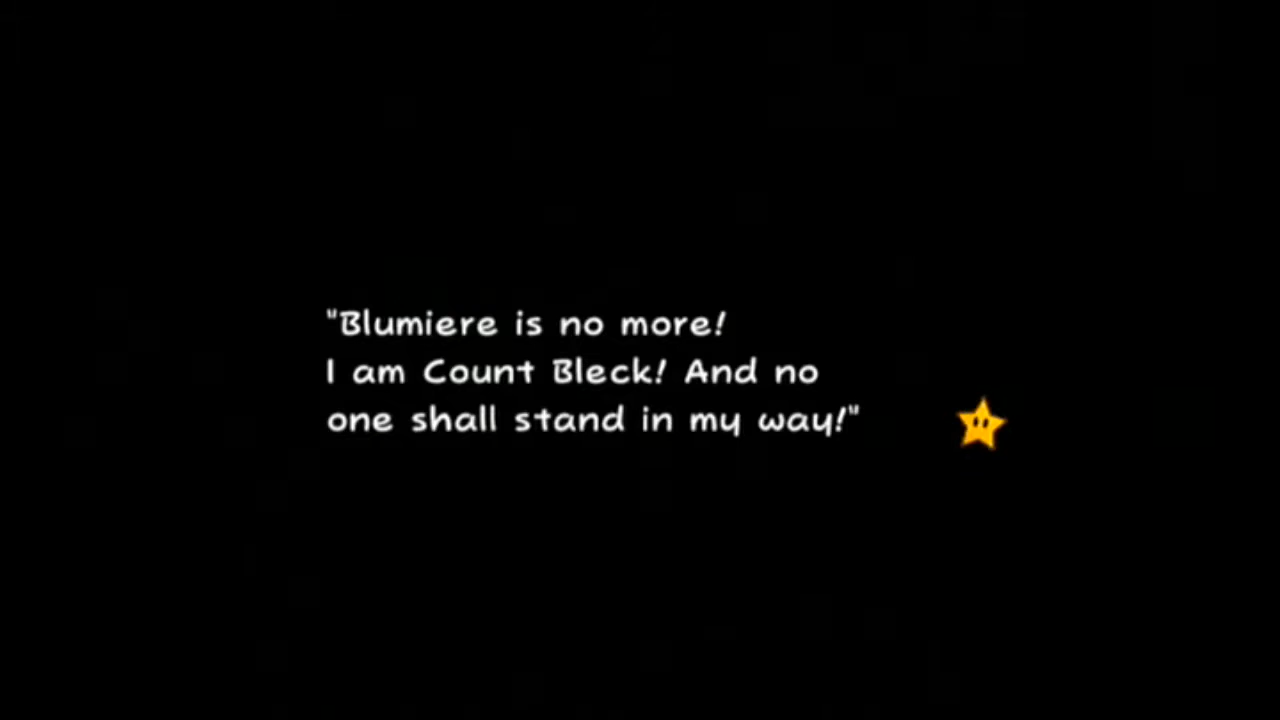 "Blumiere is no more!
I am Count Bleck! And no
one shall stand in my way!"